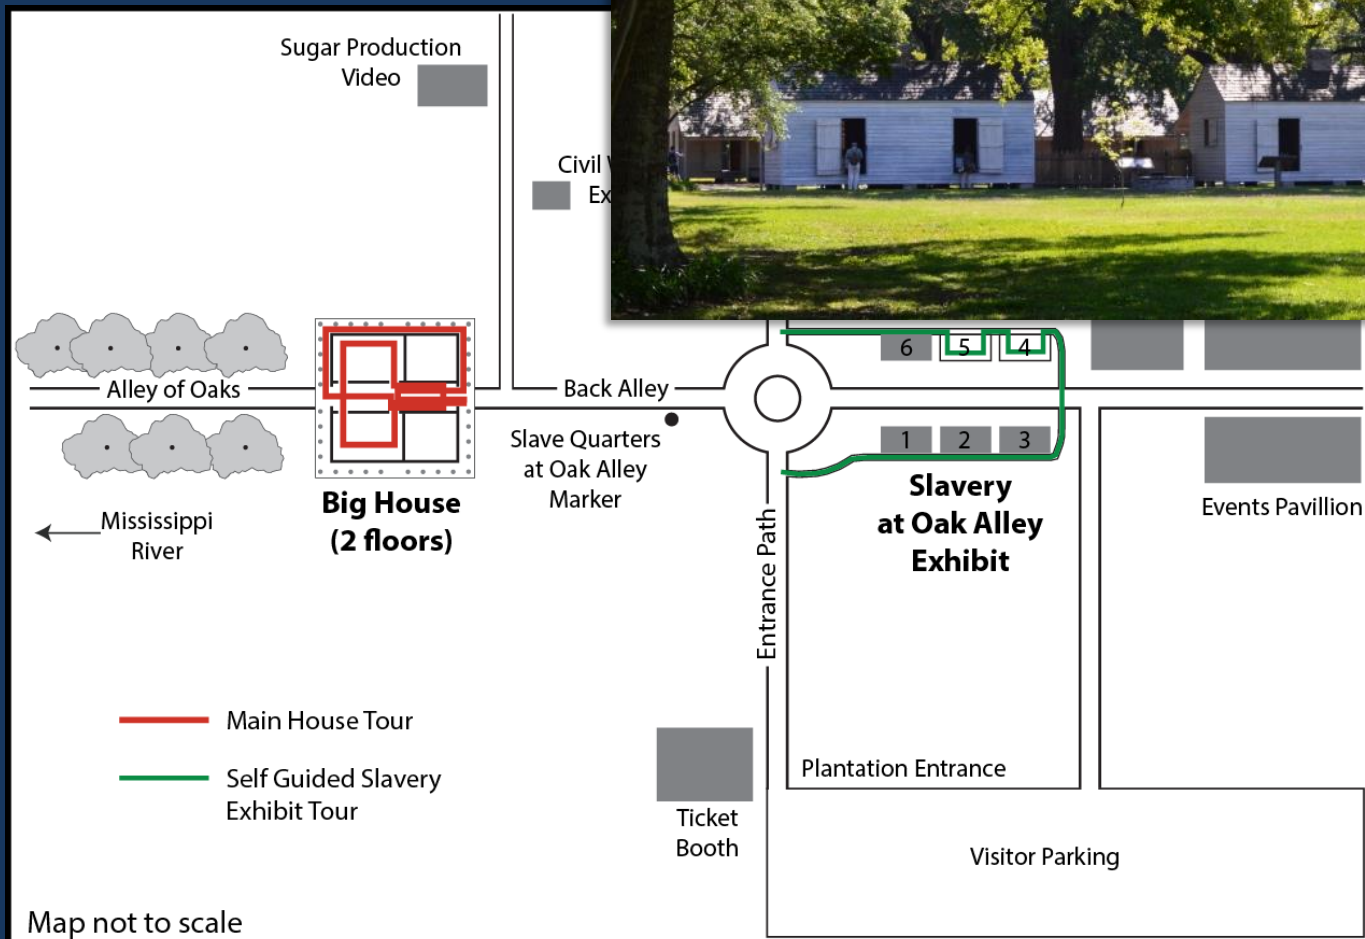 Sugar Production
Video
Civil
Ex
6
5
4
Alley of Oaks
Back Alley
1
2
3
Slave Quarters
at Oak Alley
Marker
Slavery
at Oak Alley
Exhibit
Events Pavillion
Big House
(2 floors)
Mississippi
River
Entrance Path
Main House Tour
Self Guided Slavery
Exhibit Tour
Plantation Entrance
Ticket
Booth
Visitor Parking
Map not to scale